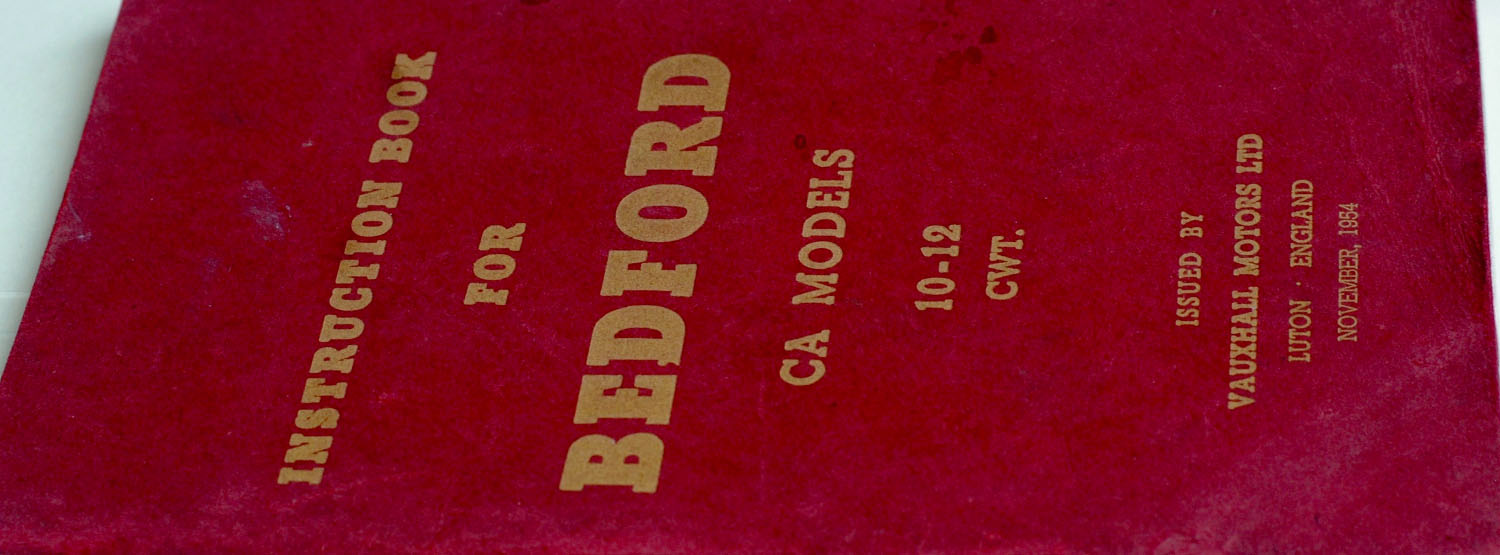 INSTRUCTION BOOK
FOR
BEDFORD
CA MODELS
10-12
CWT.
ISSUED BY
VAUXHALL MOTORS LTD
LUTON · ENGLAND
NOVEMBER, 1954